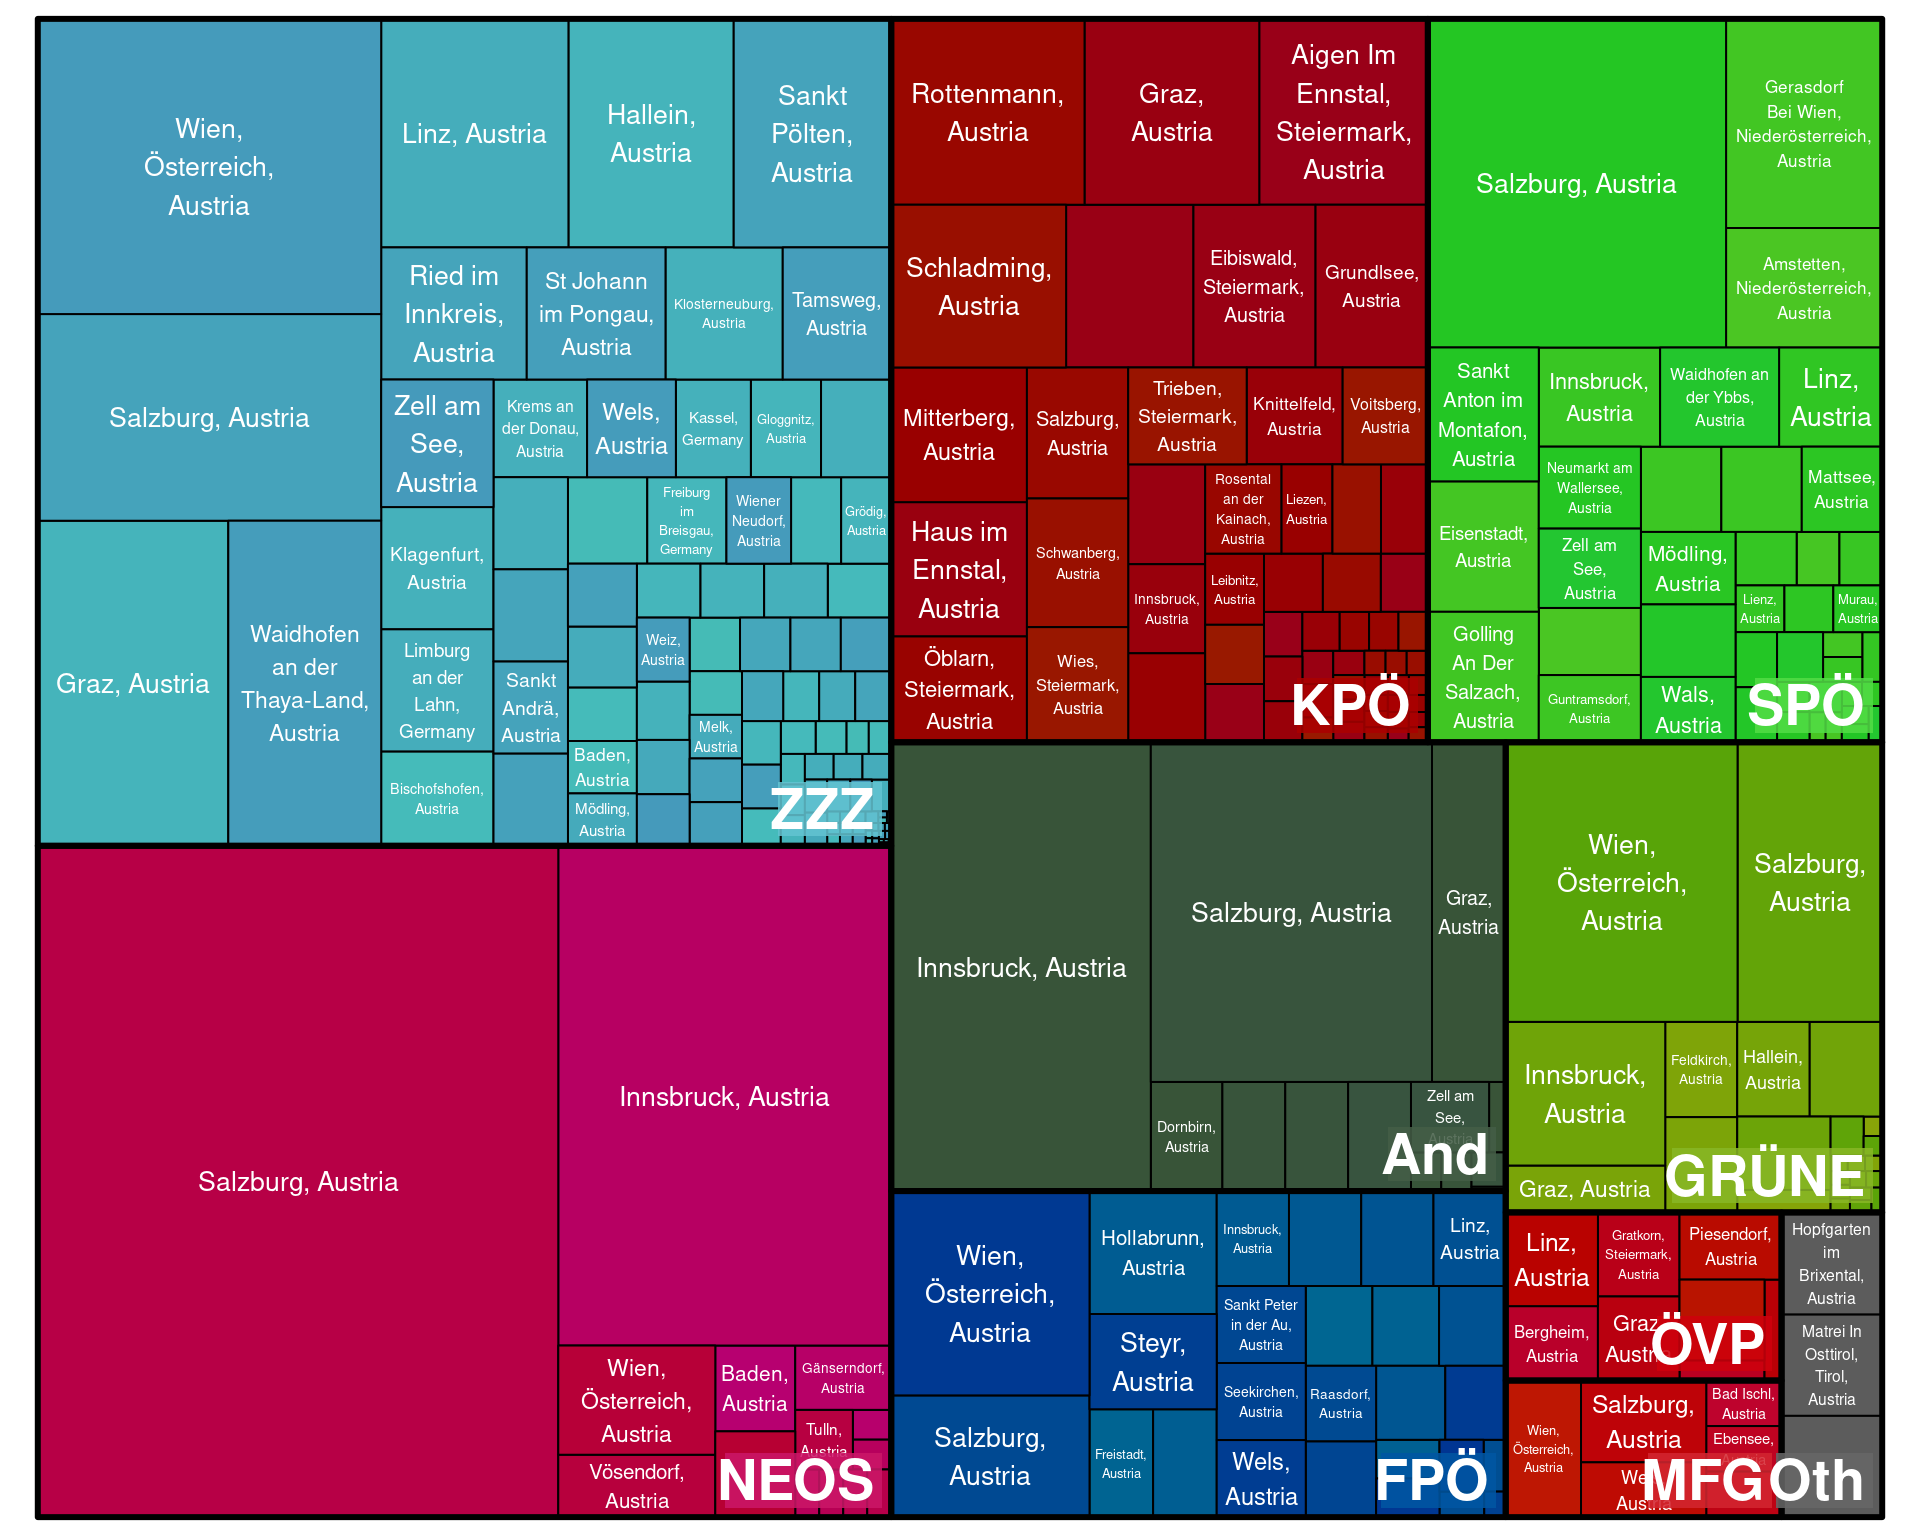 Wien,
Österreich,
Austria
Linz, Austria
Hallein,
Austria
Sankt
Pölten,
Austria
Salzburg, Austria
Graz, Austria
Waidhofen
an der
Thaya-Land,
Austria
Ried im
Innkreis,
Austria
St Johann
im Pongau,
Austria
Klosterneuburg,
Austria
Tamsweg,
Austria
Zell am
See,
Austria
Krems an
der Donau,
Austria
Wels,
Austria
Kassel,
Germany
Gloggnitz,
Austria
Freiburg
im
Breisgau,
Germany
Wiener
Neudorf,
Austria
Grödig,
Austria
Klagenfurt,
Austria
Limburg
an der
Lahn,
Germany
Sankt
Andrä,
Austria
Weiz,
Austria
Melk,
Austria
Bischofshofen,
Austria
Baden,
Austria
Mödling,
Austria
ZZZ
Rottenmann,
Austria
Graz,
Austria
Aigen Im
Ennstal,
Steiermark,
Austria
Schladming,
Austria
Eibiswald,
Steiermark,
Austria
Grundlsee,
Austria
Mitterberg,
Austria
Salzburg,
Austria
Trieben,
Steiermark,
Austria
Knittelfeld,
Austria
Voitsberg,
Austria
Rosental
an der
Kainach,
Austria
Liezen,
Austria
Haus im
Ennstal,
Austria
Schwanberg,
Austria
Innsbruck,
Austria
Leibnitz,
Austria
Öblarn,
Steiermark,
Austria
Wies,
Steiermark,
Austria
KPÖ
Salzburg, Austria
Gerasdorf
Bei Wien,
Niederösterreich,
Austria
Amstetten,
Niederösterreich,
Austria
Sankt
Anton im
Montafon,
Austria
Innsbruck,
Austria
Waidhofen an
der Ybbs,
Austria
Linz,
Austria
Neumarkt am
Wallersee,
Austria
Mattsee,
Austria
Eisenstadt,
Austria
Zell am
See,
Austria
Mödling,
Austria
Lienz,
Austria
Murau,
Austria
Golling
An Der
Salzach,
Austria
Guntramsdorf,
Austria
Wals,
Austria
SPÖ
Salzburg, Austria
Innsbruck, Austria
Wien,
Österreich,
Austria
Baden,
Austria
Gänserndorf,
Austria
Tulln,
Austria
Vösendorf,
Austria
NEOS
Innsbruck, Austria
Salzburg, Austria
Graz,
Austria
Dornbirn,
Austria
Zell am
See,
Austria
And
Wien,
Österreich,
Austria
Salzburg,
Austria
Innsbruck,
Austria
Feldkirch,
Austria
Hallein,
Austria
Graz, Austria
GRÜNE
Wien,
Österreich,
Austria
Hollabrunn,
Austria
Innsbruck,
Austria
Linz,
Austria
Steyr,
Austria
Sankt Peter
in der Au,
Austria
Salzburg,
Austria
Seekirchen,
Austria
Raasdorf,
Austria
Freistadt,
Austria
Wels,
Austria
FPÖ
Linz,
Austria
Gratkorn,
Steiermark,
Austria
Piesendorf,
Austria
Bergheim,
Austria
Graz,
Austria
ÖVP
Wien,
Österreich,
Austria
Salzburg,
Austria
Bad Ischl,
Austria
Ebensee,
Austria
MFG
Hopfgarten
im
Brixental,
Austria
Matrei In
Osttirol,
Tirol,
Austria
Oth